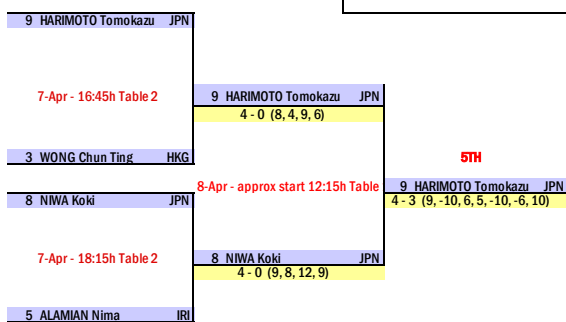 9 HARIMOTO Tomokazu JPN
7-Apr - 16:45h Table 2
9 HARIMOTO Tomokazu JPN
4 - 0 (8, 4, 9, 6)
3 WONG Chun Ting HKG
5TH
8-Apr - approx start 12:15h Table
9 HARIMOTO Tomokazu JPN
4 - 3 (9, -10, 6, 5, -10, -6, 10)
8 NIWA Koki JPN
7-Apr - 18:15h Table 2
8 NIWA Koki JPN
4 - 0 (9, 8, 12, 9)
5 ALAMIAN Nima IRI